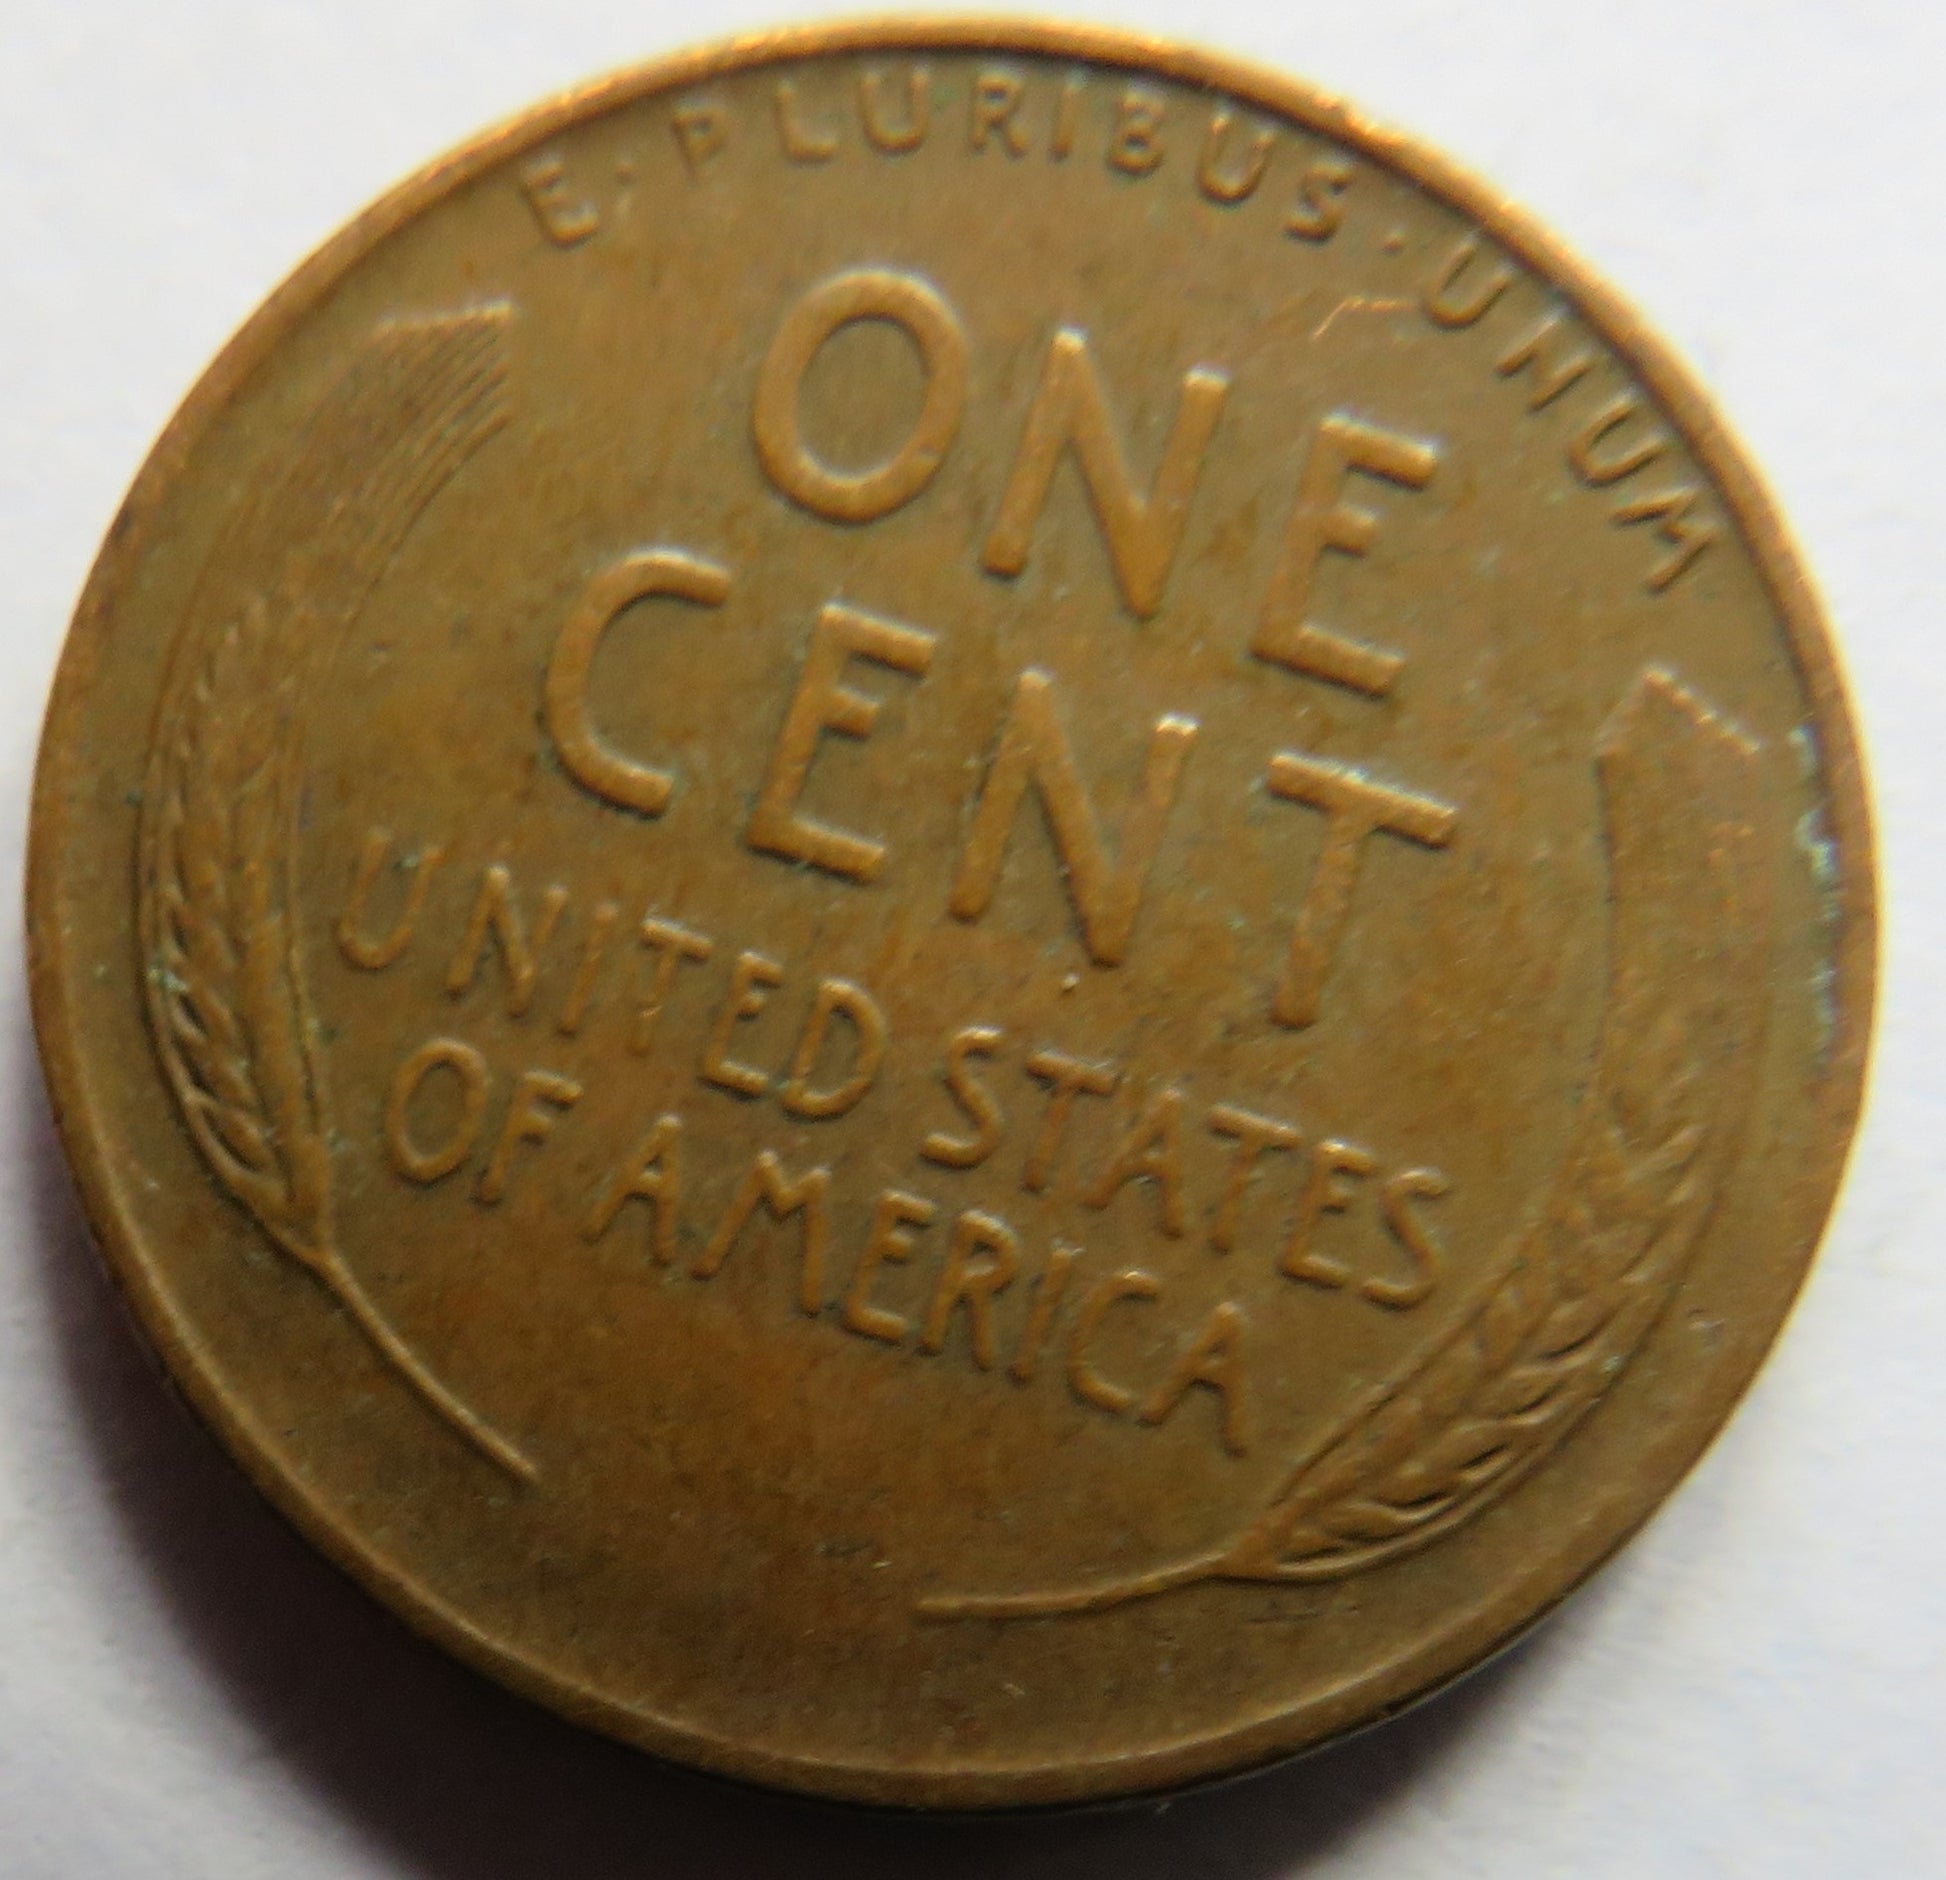 E·PLURIBUS·UNUM
ONE
CENT
UNITED STATES
OF AMERICA